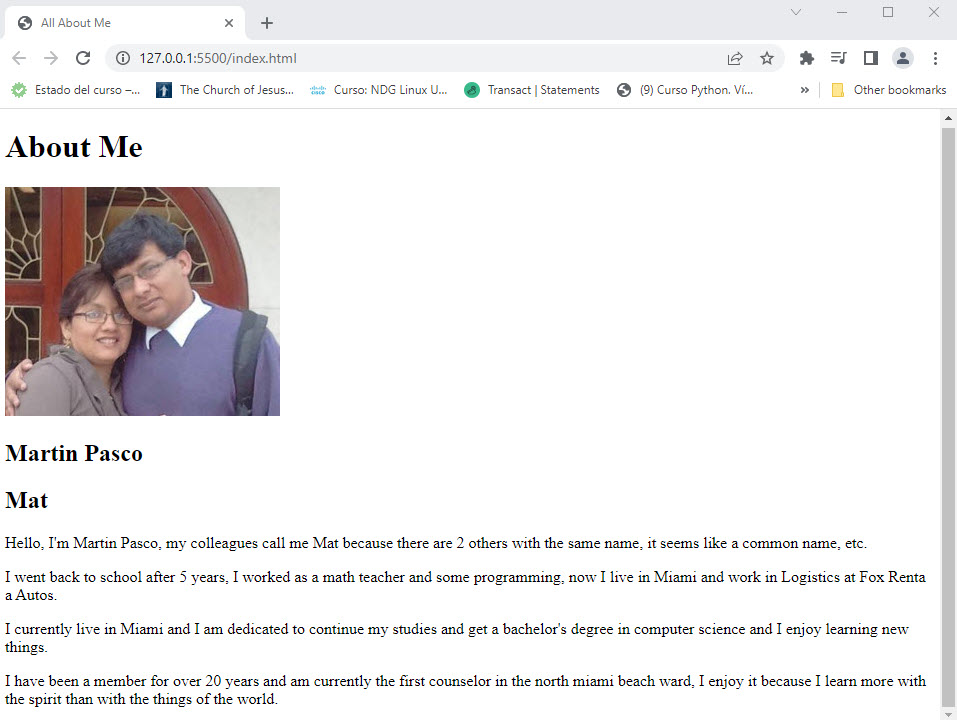 All About Me
127.0.0.1:5500/index.html
Estado del curso –... The Church of Jesus... Curso: NDG Linux U... Transact | Statements (9) Curso Python. Ví... » Other bookmarks
About Me
Martin Pasco
Mat
Hello, I'm Martin Pasco, my colleagues call me Mat because there are 2 others with the same name, it seems like a common name, etc.
I went back to school after 5 years, I worked as a math teacher and some programming, now I live in Miami and work in Logistics at Fox Renta
a Autos.
I currently live in Miami and I am dedicated to continue my studies and get a bachelor's degree in computer science and I enjoy learning new
things.
I have been a member for over 20 years and am currently the first counselor in the north miami beach ward, I enjoy it because I learn more with
the spirit than with the things of the world.